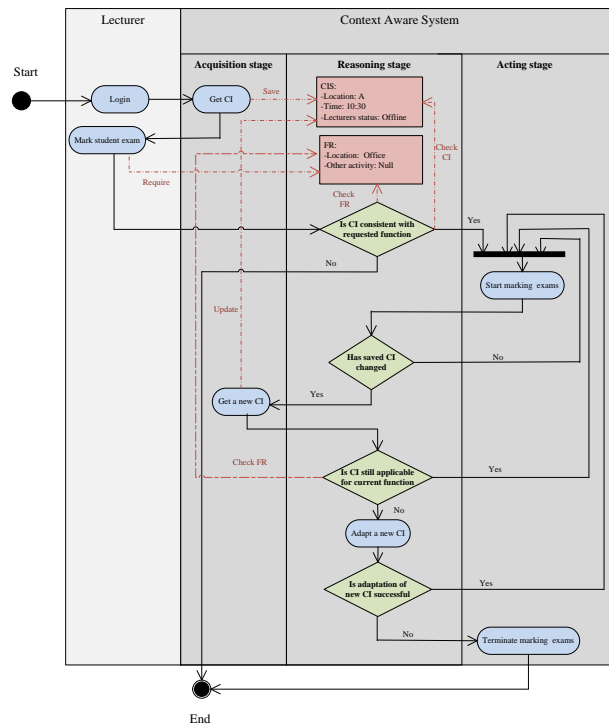 Lecturer
Context Aware System
Acquisition stage
Reasoning stage
Acting stage
Start
Login
Get CI
Save
CIS:
-Location: A
-Time: 10:30
-Lecturers status: Offline
Mark student exam
Check
CI
FR:
-Location:  Office
-Other activity: Null
Require
Check
FR
Is CI consistent with
requested function
Yes
No
Start marking  exams
Update
Has saved CI
changed
No
Yes
Get a new CI
Check FR
Is CI still applicable
for current function
Yes
No
Adapt a new CI
Is adaptation of
new CI successful
Yes
No
Terminate marking  exams
End